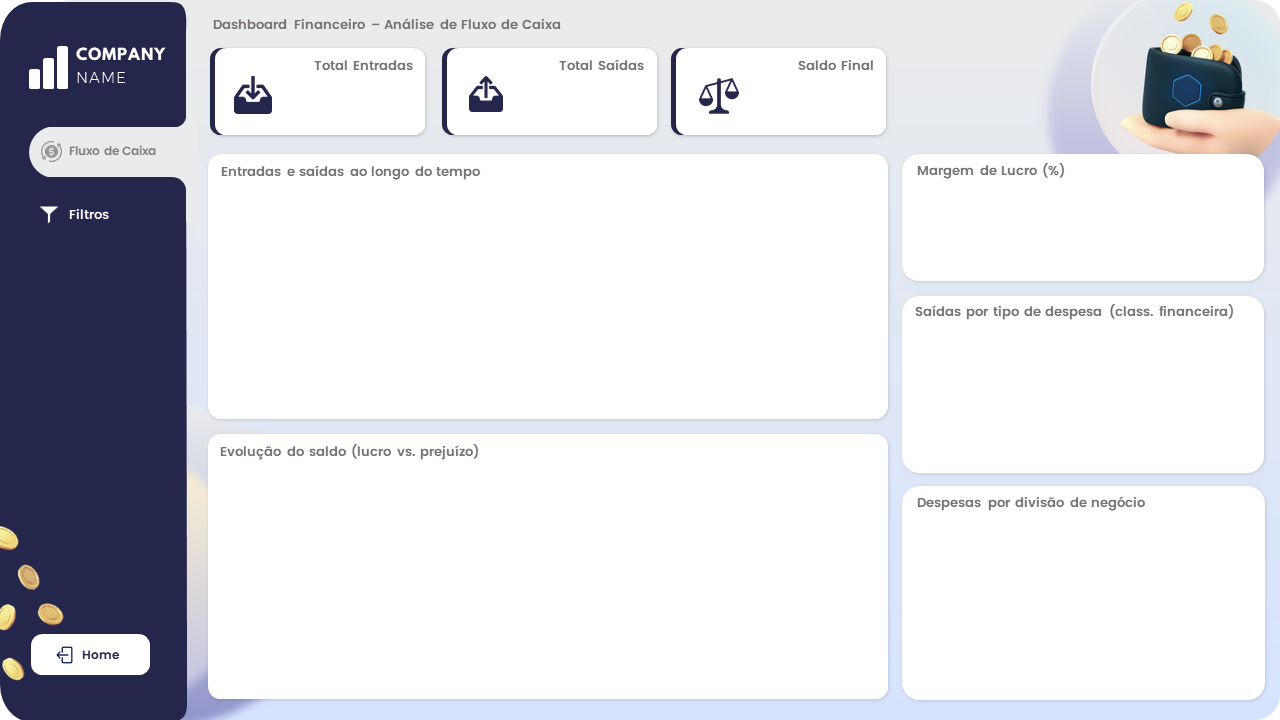 Dashboard Financeiro – Análise de Fluxo de Caixa
COMPANY
NAME
Fluxo de Caixa
Filtros
Home
Total Entradas
Total Saídas
Saldo Final
Entradas e saídas ao longo do tempo
Margem de Lucro (%)
Saídas por tipo de despesa (class. financeira)
Evolução do saldo (lucro vs. prejuízo)
Despesas por divisão de negócio